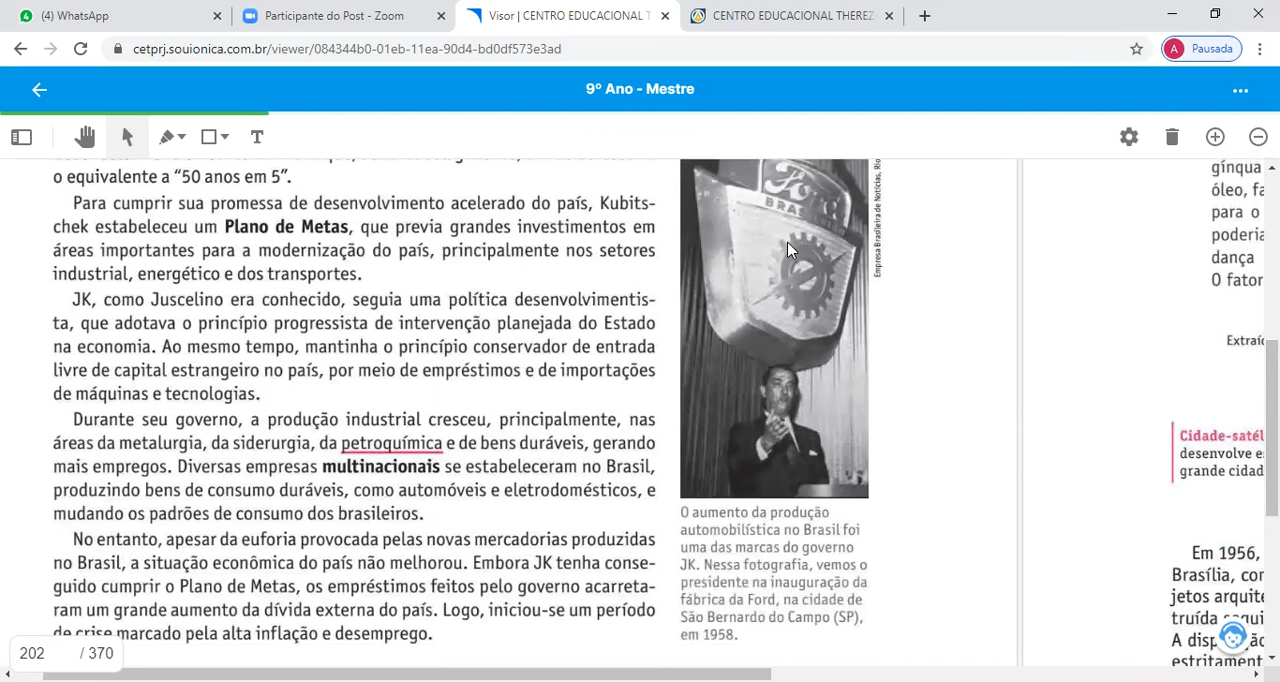 (4) WhatsApp
Participante do Post - Zoom
Visor | CENTRO EDUCACIONAL T
CENTRO EDUCACIONAL THEREZ
cetprj.souionica.com.br/viewer/084344b0-01eb-11ea-90d4-bd0df573e3ad
A Pausada
9º Ano - Mestre
T
o equivalente a “50 anos em 5”.
Para cumprir sua promessa de desenvolvimento acelerado do país, Kubits-
chek estabeleceu um Plano de Metas, que previa grandes investimentos em
áreas importantes para a modernização do país, principalmente nos setores
industrial, energético e dos transportes.
JK, como Juscelino era conhecido, seguia uma política desenvolvimentis-
ta, que adotava o princípio progressista de intervenção planejada do Estado
na economia. Ao mesmo tempo, mantinha o princípio conservador de entrada
livre de capital estrangeiro no país, por meio de empréstimos e de importações
de máquinas e tecnologias.
Durante seu governo, a produção industrial cresceu, principalmente, nas
áreas da metalurgia, da siderurgia, da petroquímica e de bens duráveis, gerando
mais empregos. Diversas empresas multinacionais se estabeleceram no Brasil,
produzindo bens de consumo duráveis, como automóveis e eletrodomésticos, e
mudando os padrões de consumo dos brasileiros.
No entanto, apesar da euforia provocada pelas novas mercadorias produzidas
no Brasil, a situação econômica do país não melhorou. Embora JK tenha conse-
guido cumprir o Plano de Metas, os empréstimos feitos pelo governo acarreta-
ram um grande aumento da dívida externa do país. Logo, iniciou-se um período
de crise marcado pela alta inflação e desemprego.
202 / 370
Ford
Empresa Brasileira de Notícias, Rio
O aumento da produção
automobilística no Brasil foi
uma das marcas do governo
JK. Nessa fotografia, vemos o
presidente na inauguração da
fábrica da Ford, na cidade de
São Bernardo do Campo (SP),
em 1958.
gínqua
óleo, fa
para o
poderia
dança
O fator
Extraíd
Cidade-satél
desenvolve e
grande cidad
Em 1956,
Brasília, con
jetos arquite
truída segui
A disp
estritament